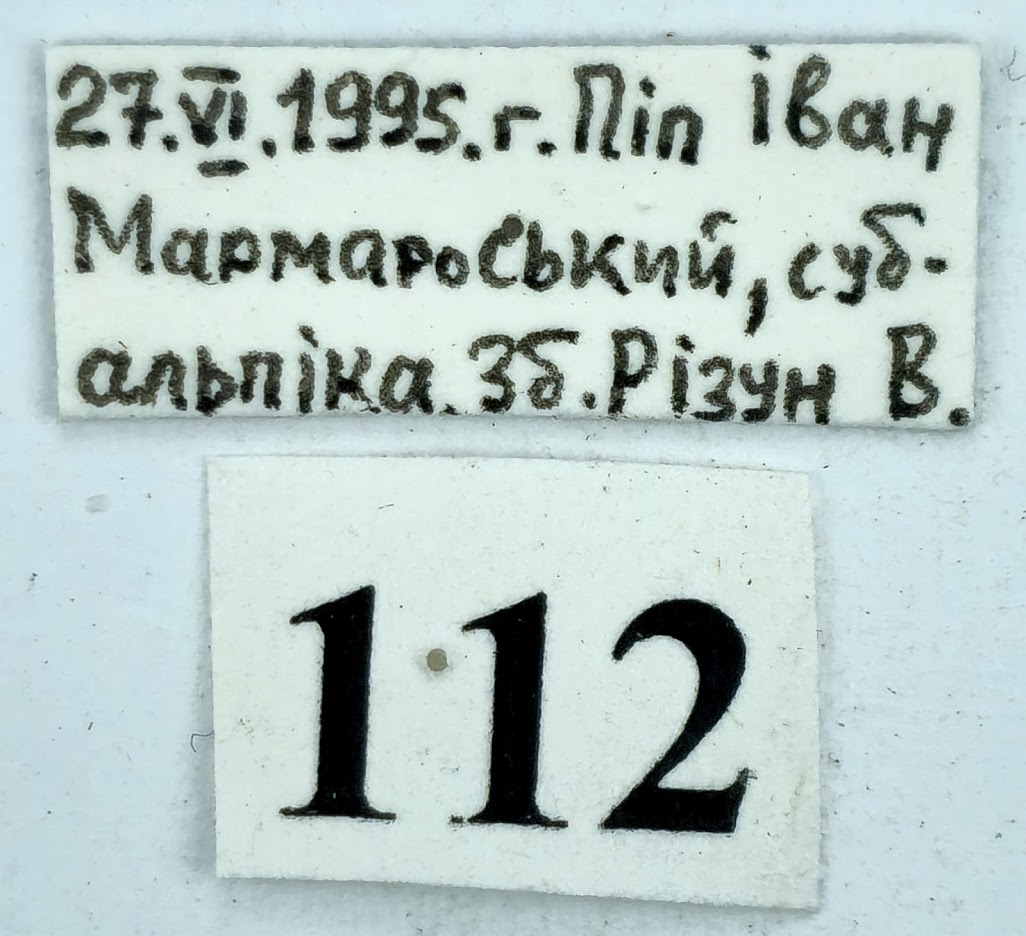 27.VI.1995.г. Піп Іван
Мармароський, суб-
альпіка. Зб. Різун В.
112